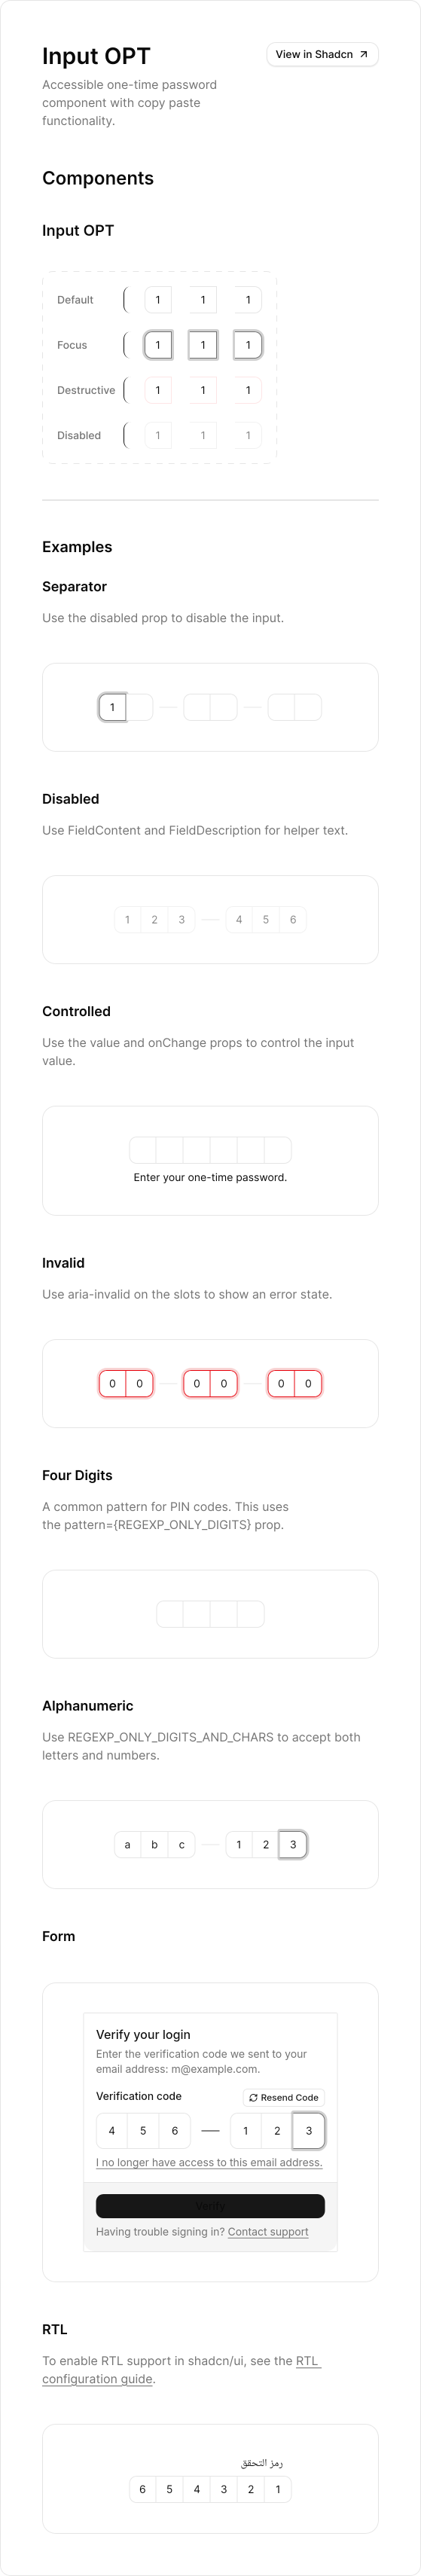 Input OPT
View in Shadcn
Accessible one-time password
component with copy paste
functionality.
Components
Input OPT
Default 1 1 1
Focus 1 1 1
Destructive 1 1 1
Disabled 1 1 1
Examples
Separator
Use the disabled prop to disable the input.
1
Disabled
Use FieldContent and FieldDescription for helper text.
1 2 3 4 5 6
Controlled
Use the value and onChange props to control the input
value.
Enter your one-time password.
Invalid
Use aria-invalid on the slots to show an error state.
0 0 0 0 0 0
Four Digits
A common pattern for PIN codes. This uses
the pattern={REGEXP_ONLY_DIGITS} prop.
Alphanumeric
Use REGEXP_ONLY_DIGITS_AND_CHARS to accept both
letters and numbers.
a b c 1 2 3
Form
Verify your login
Enter the verification code we sent to your
email address: m@example.com.
Verification code
Resend Code
4 5 6 1 2 3
I no longer have access to this email address.
Verify
Having trouble signing in? Contact support
RTL
To enable RTL support in shadcn/ui, see the RTL
configuration guide.
رمز التحقق
6 5 4 3 2 1